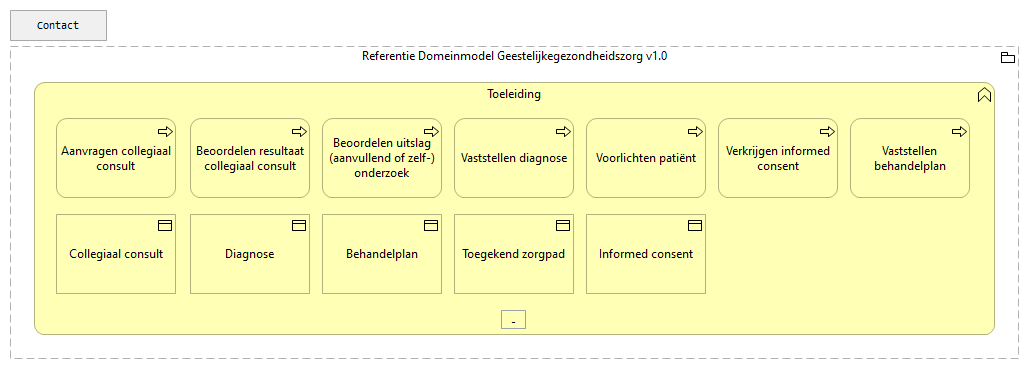 Contact
Referentie Domeinmodel Geestelijkegezondheidszorg v1.0
Toeleiding
Aanvragen collegiaal
consult
Beoordelen resultaat
collegiaal consult
Beoordelen uitslag
(aanvullend of zelf-)
onderzoek
Vaststellen diagnose
Voorlichten patiënt
Verkrijgen informed
consent
Vaststellen
behandelplan
Collegiaal consult
Diagnose
Behandelplan
Toegekend zorgpad
Informed consent
-